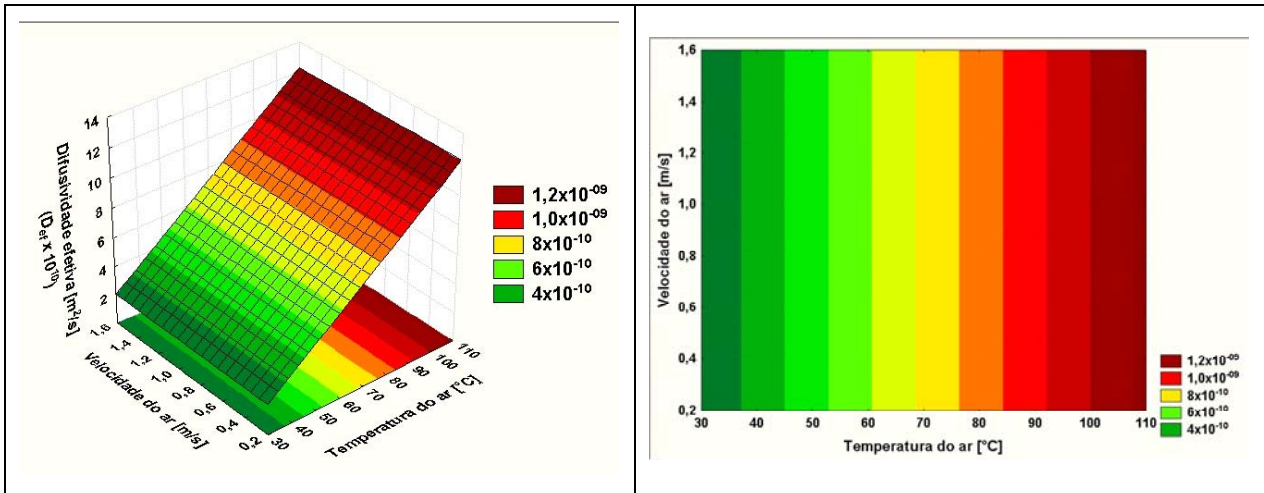 14
12
10
8
6
4
2
Difusividade efetiva [m²/s]
(D_ef x 10¹⁰)
1,6
1,4
1,2
1,0
0,8
0,6
0,4
0,2
Velocidade do ar [m/s]
30
40
50
60
70
80
90
100
110
Temperatura do ar [°C]
1,2x10⁻⁰⁹
1,0x10⁻⁰⁹
8x10⁻¹⁰
6x10⁻¹⁰
4x10⁻¹⁰
1,6
1,4
1,2
1,0
0,8
0,6
0,4
0,2
Velocidade do ar [m/s]
30 40 50 60 70 80 90 100 110
Temperatura do ar [°C]
1,2x10⁻⁰⁹
1,0x10⁻⁰⁹
8x10⁻¹⁰
6x10⁻¹⁰
4x10⁻¹⁰